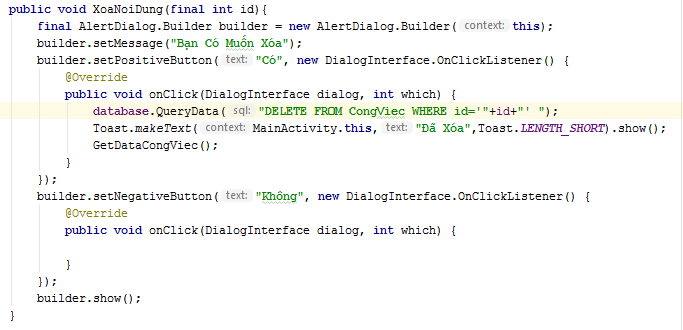 public void XoaNoiDung(final int id){
final AlertDialog.Builder builder = new AlertDialog.Builder( context: this);
builder.setMessage("Bạn Có Muốn Xóa");
builder.setPositiveButton( text: "Có", new DialogInterface.OnClickListener() {
@Override
public void onClick(DialogInterface dialog, int which) {
database.QueryData( sql: "DELETE FROM CongViec WHERE id='"+id+"' ");
Toast.makeText( context: MainActivity.this, text: "Đã Xóa",Toast.LENGTH_SHORT).show();
GetDataCongViec();
}
});
builder.setNegativeButton( text: "Không", new DialogInterface.OnClickListener() {
@Override
public void onClick(DialogInterface dialog, int which) {
}
});
builder.show();
}